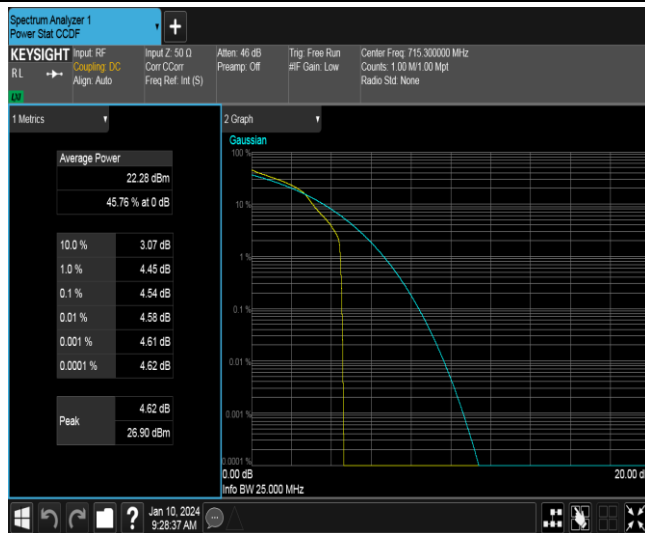 Spectrum Analyzer 1
Power Stat CCDF
+
KEYSIGHT
RL
Input: RF
Coupling: DC
Align: Auto
Input Z: 50 Ω
Corr CCorr
Freq Ref: Int (S)
Atten: 46 dB
Preamp: Off
Trig: Free Run
#IF Gain: Low
Center Freq: 715.300000 MHz
Counts: 1.00 M/1.00 Mpt
Radio Std: None
1 Metrics
Average Power
22.28 dBm
45.76 % at 0 dB
10.0 % 3.07 dB
1.0 % 4.45 dB
0.1 % 4.54 dB
0.01 % 4.58 dB
0.001 % 4.61 dB
0.0001 % 4.62 dB
Peak
4.62 dB
26.90 dBm
2 Graph
Gaussian
100 %
10 %
1 %
0.1 %
0.01 %
0.001 %
0.0001 %
0.00 dB 20.00 d
Info BW 25.000 MHz
?
Jan 10, 2024
9:28:37 AM